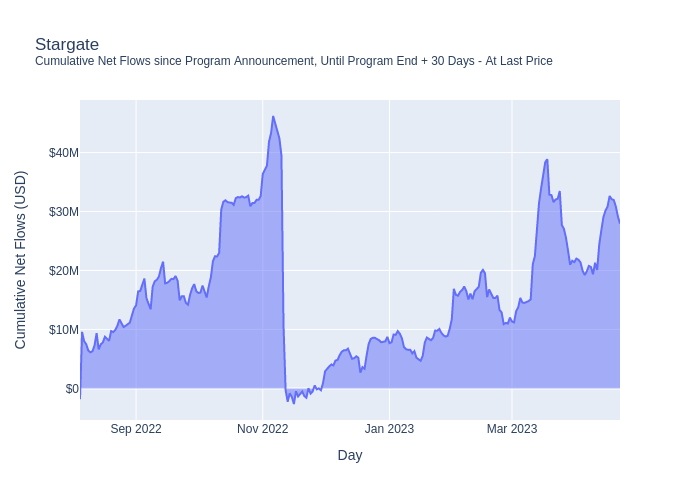 Stargate
Cumulative Net Flows since Program Announcement, Until Program End + 30 Days - At Last Price
Cumulative Net Flows (USD)
$40M
$30M
$20M
$10M
$0
Sep 2022
Nov 2022
Jan 2023
Mar 2023
Day